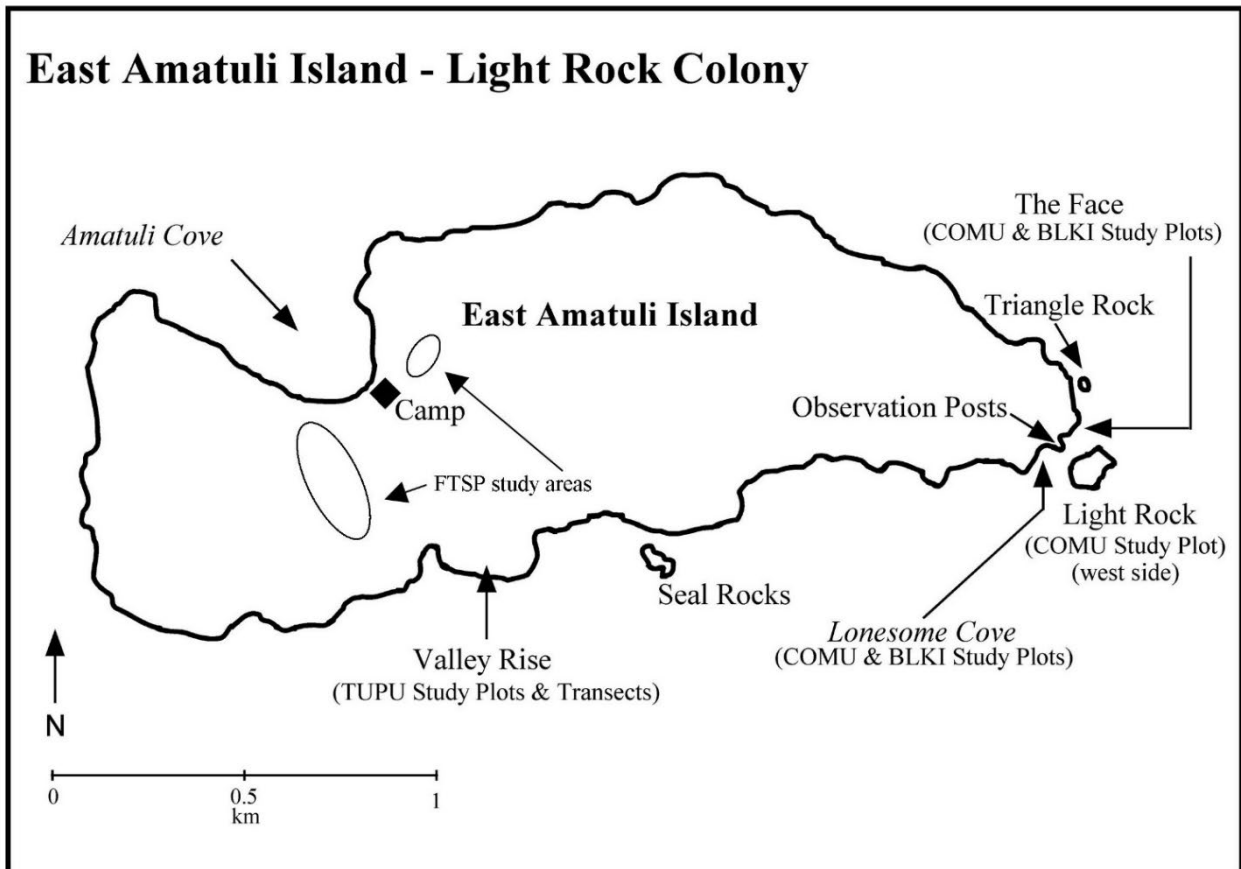 East Amatuli Island - Light Rock Colony
Amatuli Cove
The Face
(COMU & BLKI Study Plots)
Triangle Rock
East Amatuli Island
Camp
Observation Posts
FTSP study areas
Light Rock
(COMU Study Plot)
(west side)
Seal Rocks
Lonesome Cove
(COMU & BLKI Study Plots)
Valley Rise
(TUPU Study Plots & Transects)
N
0
0.5
1
km